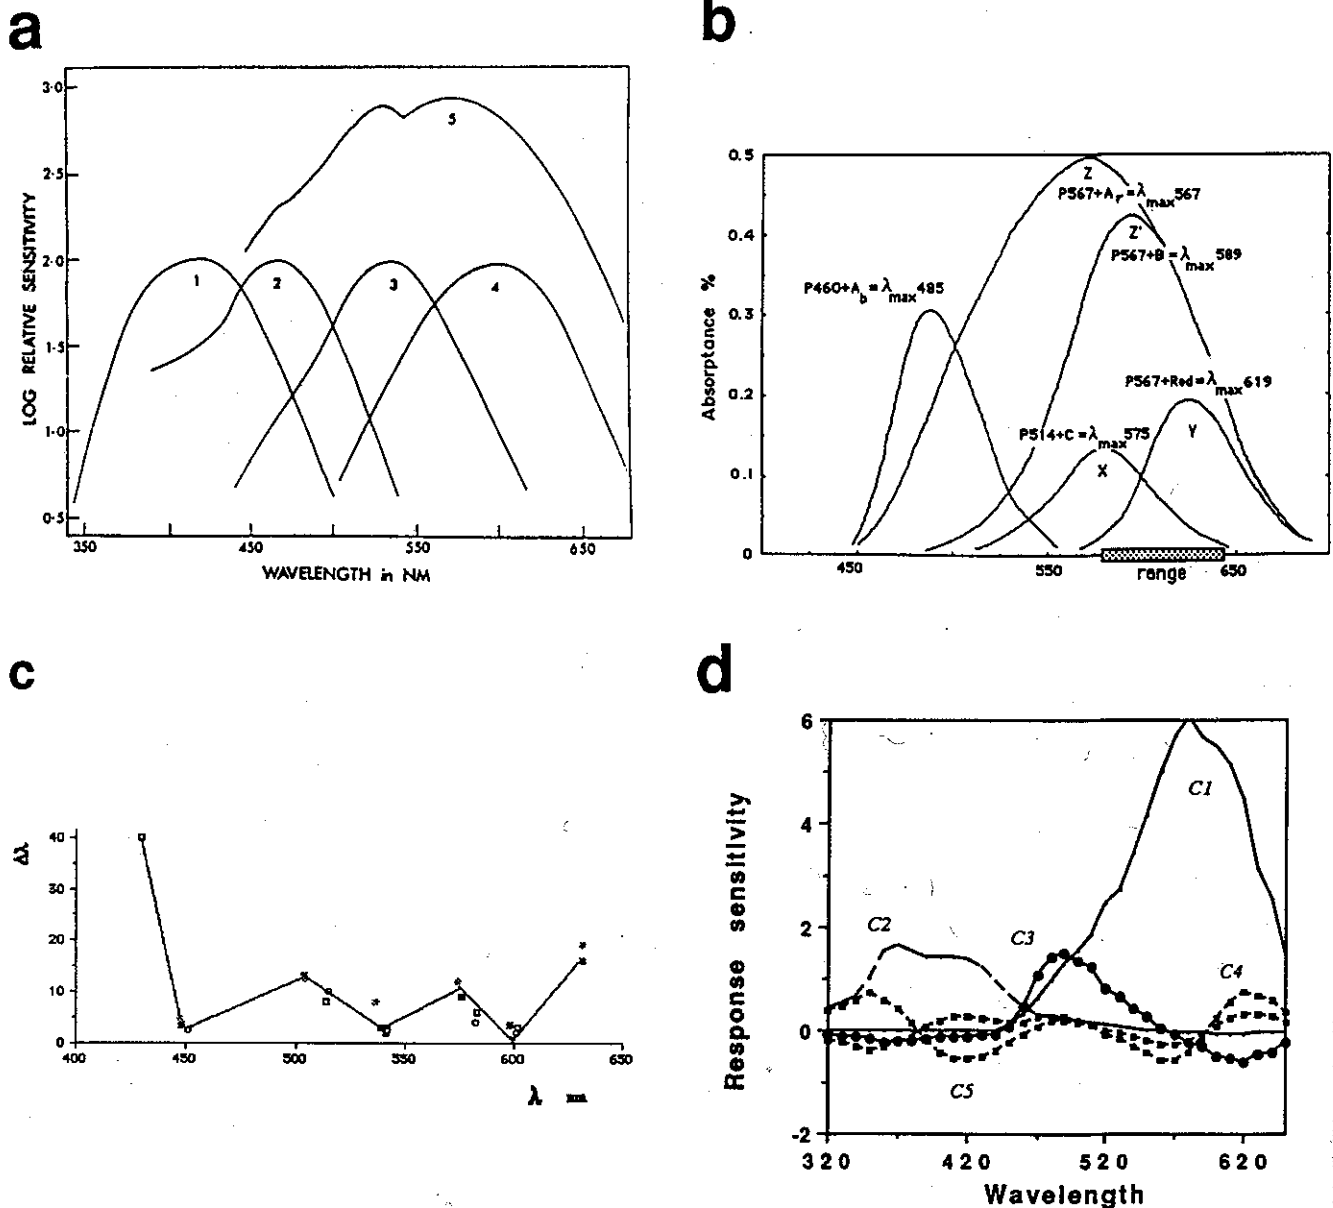 a
LOG RELATIVE SENSITIVITY
3·0
2·5
2·0
1·5
1·0
0·5
1
2
3
4
5
350 450 550 650
WAVELENGTH in NM
b
Absorptance %
0.5
0.4
0.3
0.2
0.1
0
Z
P567+Ar=λmax567
Z'
P567+B=λmax589
P460+Ab=λmax485
P567+Red=λmax619
P514+C=λmax575
Y
X
450 550 650
range
c
Δλ
40
30
20
10
0
400 450 500 550 600 650
λ nm
d
Response sensitivity
6
4
2
0
-2
C1
C2
C3
C4
C5
320 420 520 620
Wavelength